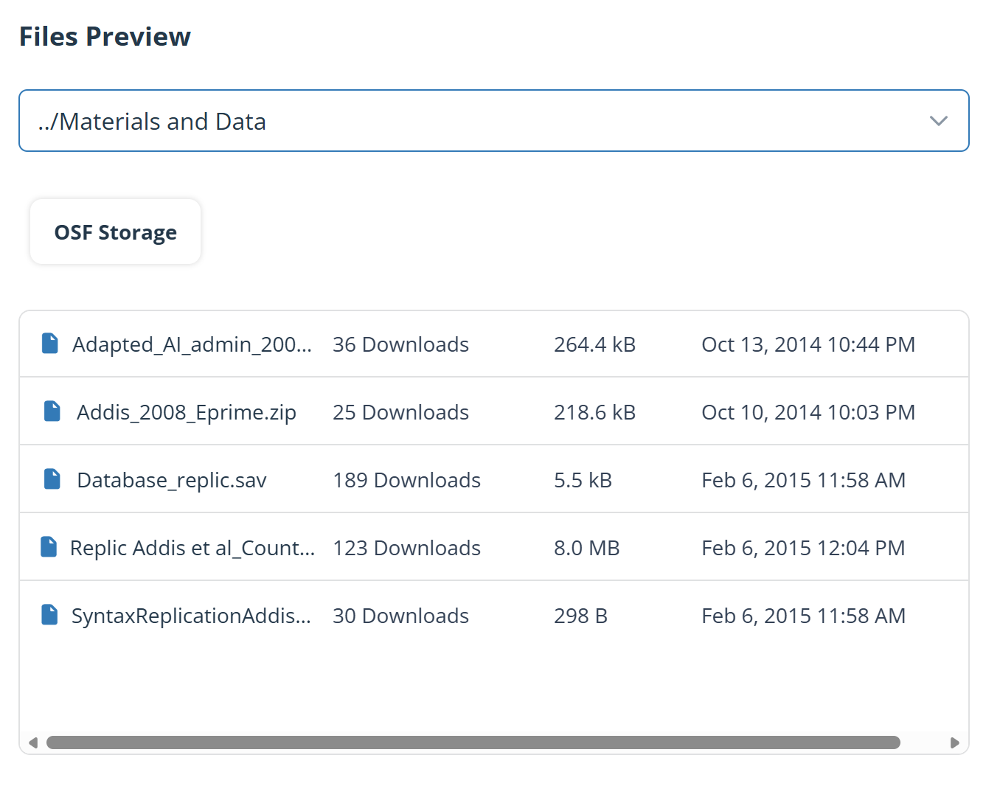 Files Preview
../Materials and Data
OSF Storage
Adapted_AI_admin_200... 36 Downloads 264.4 kB Oct 13, 2014 10:44 PM
Addis_2008_Eprime.zip 25 Downloads 218.6 kB Oct 10, 2014 10:03 PM
Database_replic.sav 189 Downloads 5.5 kB Feb 6, 2015 11:58 AM
Replic Addis et al_Count... 123 Downloads 8.0 MB Feb 6, 2015 12:04 PM
SyntaxReplicationAddis... 30 Downloads 298 B Feb 6, 2015 11:58 AM